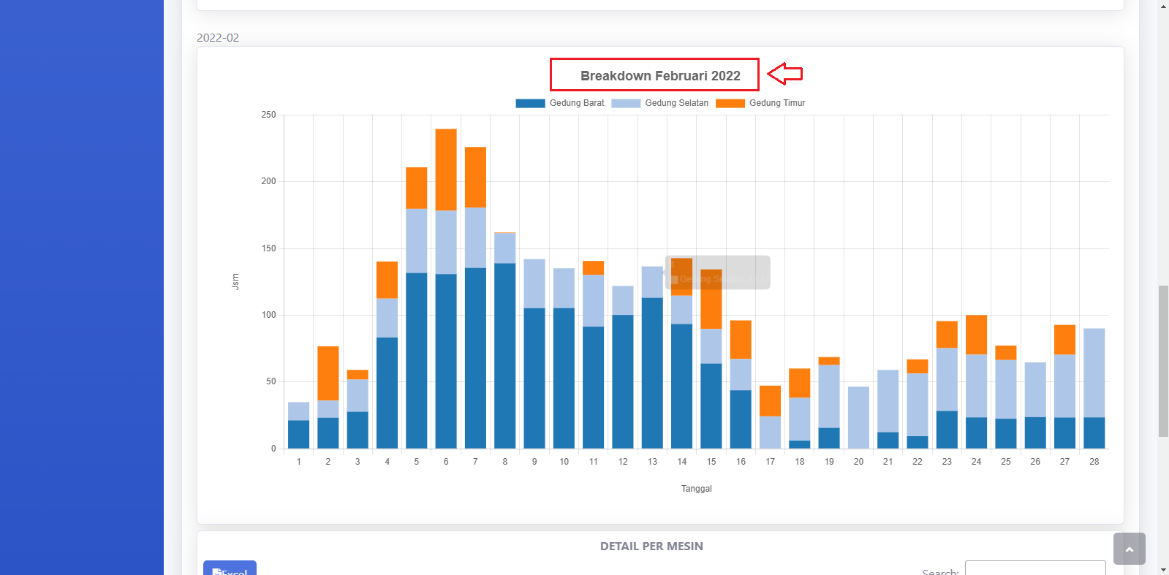 2022-02
Breakdown Februari 2022
Gedung Barat Gedung Selatan Gedung Timur
250
200
150
100
50
0
Jsm
1 2 3 4 5 6 7 8 9 10 11 12 13 14 15 16 17 18 19 20 21 22 23 24 25 26 27 28
Tanggal
DETAIL PER MESIN
Excel
Search: